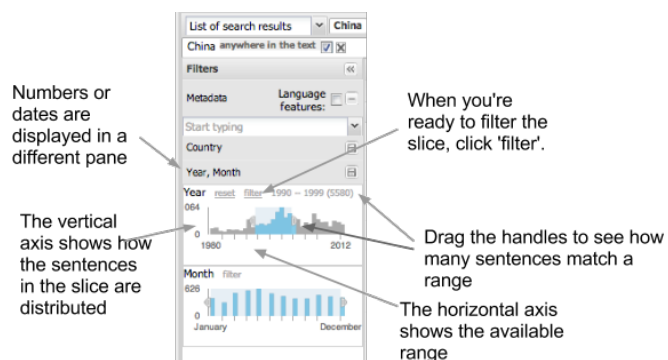 List of search results China
China anywhere in the text
Filters
Metadata Language features:
Start typing
Country
Year, Month
Year reset filter 1990 – 1999 (5580)
064
0
1980 2012
Month filter
626
0
January December
Numbers or
dates are
displayed in a
different pane
The vertical
axis shows how
the sentences
in the slice are
distributed
When you're
ready to filter the
slice, click 'filter'.
Drag the handles to see how
many sentences match a
range
The horizontal axis
shows the available
range